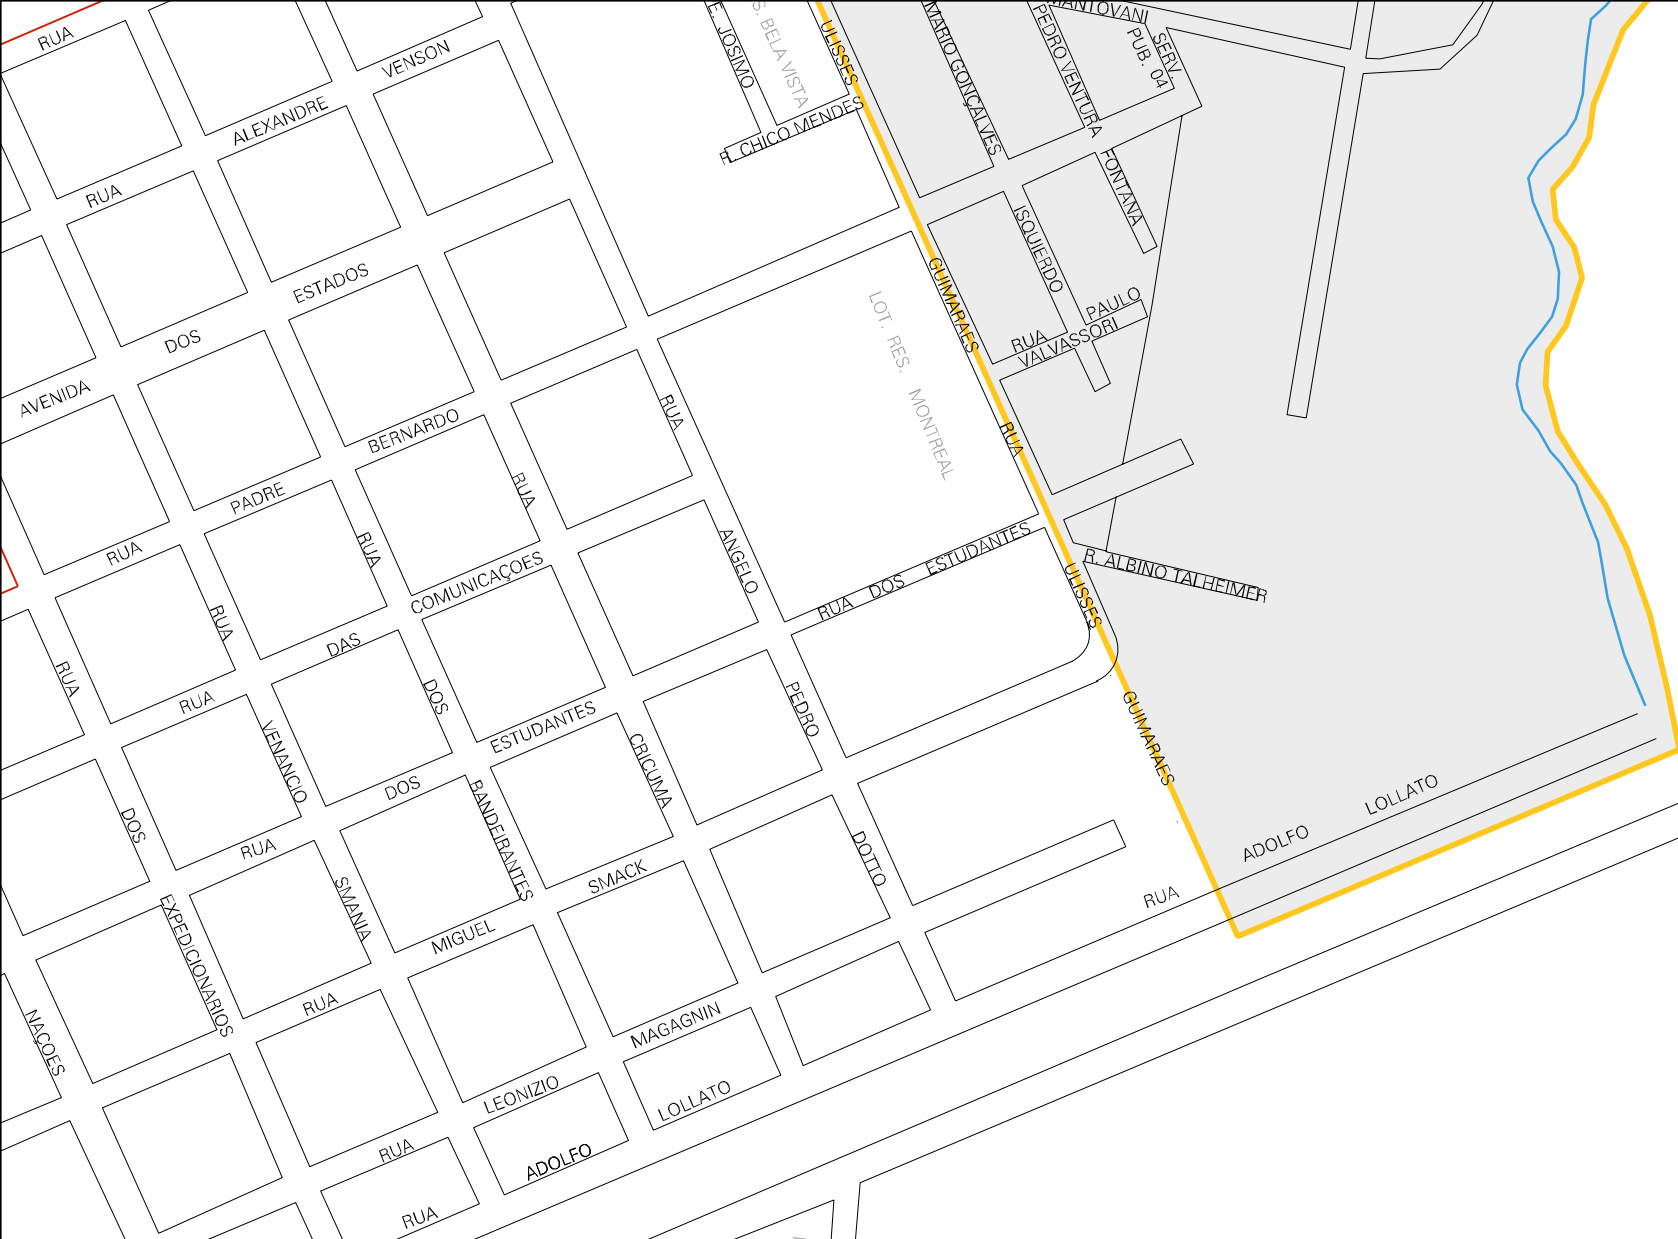 RUA
ALEXANDRE
VENSON
RUA
DOS
ESTADOS
AVENIDA
RUA
PADRE
BERNARDO
RUA
DAS
COMUNICAÇOES
RUA
DOS
ESTUDANTES
RUA
MIGUEL
SMACK
RUA
LEONIZIO
MAGAGNIN
RUA
ADOLFO
LOLLATO
RUA
ADOLFO
LOLLATO
RUA
NAÇOES
RUA
DOS
EXPEDICIONARIOS
RUA
VENANCIO
SMANIA
RUA
DOS
BANDEIRANTES
RUA
ANGELO
CRICUMA
RUA
PEDRO
DOTTO
E. JOSIMO
S. BELA VISTA
R. CHICO MENDES
ULISSES
GUIMARAES
RUA
ULISSES
GUIMARAES
LOT. RES. MONTREAL
RUA DOS ESTUDANTES
MARIO GONÇALVES
PEDRO VENTURA
FONTANA
MANTOVANI
SERV.
PUB. 04
ISQUIERDO
RUA
PAULO
VALVASSORI
R. ALBINO TALHEIMER